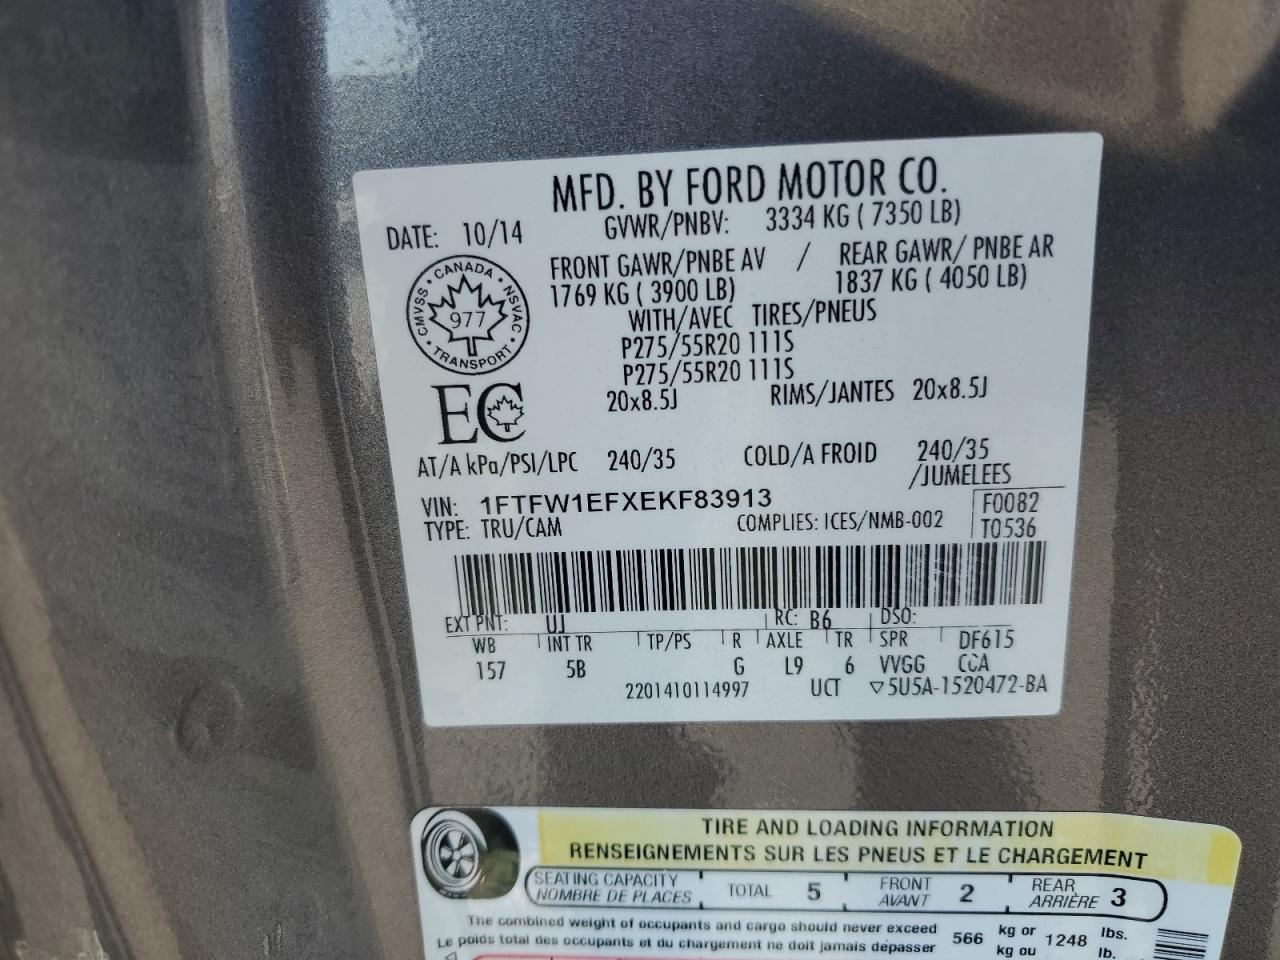 MFD. BY FORD MOTOR CO.
DATE: 10/14
GVWR/PNBV: 3334 KG ( 7350 LB)
FRONT GAWR/PNBE AV / REAR GAWR/ PNBE AR
1769 KG ( 3900 LB) 1837 KG ( 4050 LB)
WITH/AVEC TIRES/PNEUS
P275/55R20 111S
P275/55R20 111S
20x8.5J RIMS/JANTES 20x8.5J
CANADA · NSVAC · TRANSPORT · CMVSS ·
977
EC
AT/A kPa/PSI/LPC 240/35 COLD/A FROID 240/35
/JUMELEES
VIN: 1FTFW1EFXEKF83913
F0082
TYPE: TRU/CAM COMPLIES: ICES/NMB-002
T0536
EXT PNT: UJ RC: B6 DSO:
WB INT TR TP/PS R AXLE TR SPR DF615
157 5B G L9 6 VVGG CCA
2201410114997 UCT ▽5U5A-1520472-BA
TIRE AND LOADING INFORMATION
RENSEIGNEMENTS SUR LES PNEUS ET LE CHARGEMENT
SEATING CAPACITY
NOMBRE DE PLACES
TOTAL 5
FRONT
AVANT 2
REAR
ARRIÈRE 3
The combined weight of occupants and cargo should never exceed
Le poids total des occupants et du chargement ne doit jamais dépasser
566 kg or
kg ou 1248 lbs.
lb.